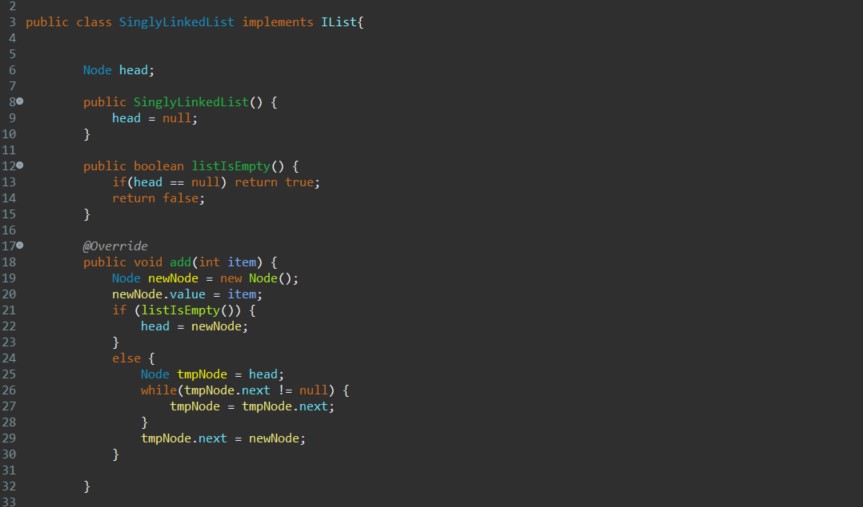 2
3 public class SinglyLinkedList implements IList{
4
5
6 Node head;
7
8 public SinglyLinkedList() {
9 head = null;
10 }
11
12 public boolean listIsEmpty() {
13 if(head == null) return true;
14 return false;
15 }
16
17 @Override
18 public void add(int item) {
19 Node newNode = new Node();
20 newNode.value = item;
21 if (listIsEmpty()) {
22 head = newNode;
23 }
24 else {
25 Node tmpNode = head;
26 while(tmpNode.next != null) {
27 tmpNode = tmpNode.next;
28 }
29 tmpNode.next = newNode;
30 }
31
32 }
33